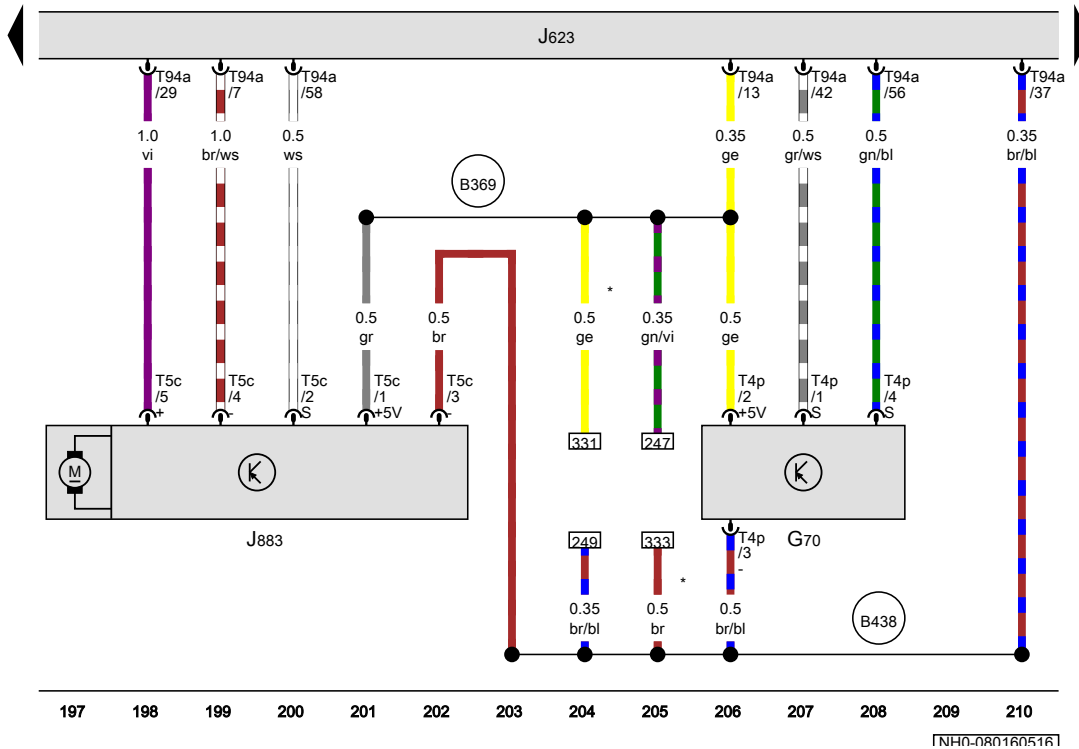 J623
T94a T94a T94a T94a T94a T94a T94a
/29 /7 /58 /13 /42 /56 /37
1.0 1.0 0.5 0.35 0.5 0.5 0.35
vi br/ws ws ge gr/ws gn/bl br/bl
B369
*
0.5 0.5 0.5 0.35 0.5
gr br ge gn/vi ge
T5c T5c T5c T5c T5c T4p T4p T4p
/5 /4 /2 /1 /3 /2 /1 /4
+ - S +5V - +5V S S
331 247
M
J883 G70
249 333 T4p
/3
-
*
0.35 0.5 0.5
br/bl br br/bl
B438
197 198 199 200 201 202 203 204 205 206 207 208 209 210
NH0-080160516